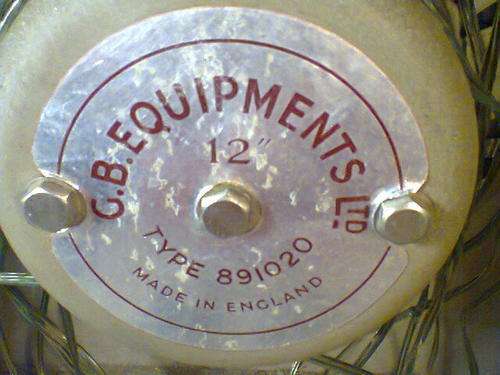 G.B. EQUIPMENTS LTD.
12"
TYPE 891020
MADE IN ENGLAND